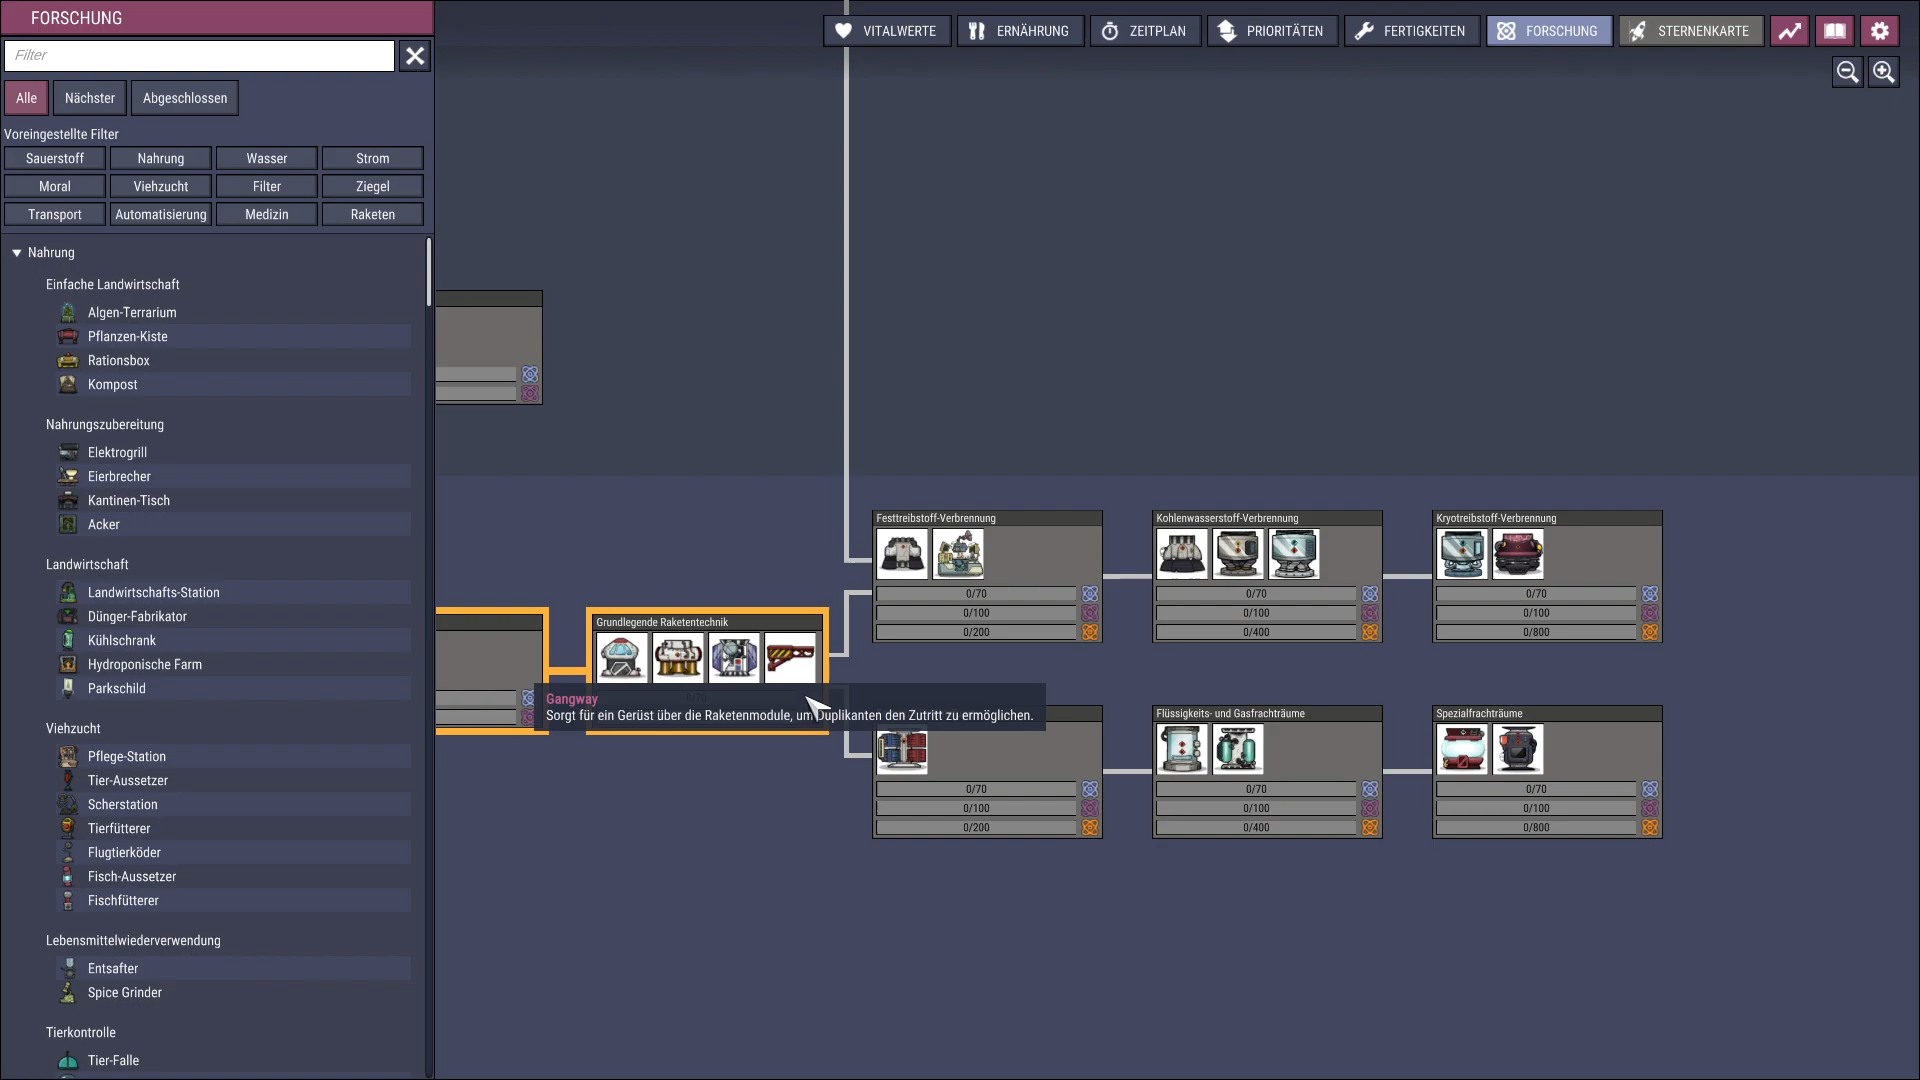 FORSCHUNG
Filter
Alle
Nächster
Abgeschlossen
Voreingestellte Filter
Sauerstoff
Nahrung
Wasser
Strom
Moral
Viehzucht
Filter
Ziegel
Transport
Automatisierung
Medizin
Raketen
Nahrung
Einfache Landwirtschaft
Algen-Terrarium
Pflanzen-Kiste
Rationsbox
Kompost
Nahrungszubereitung
Elektrogrill
Eierbrecher
Kantinen-Tisch
Acker
Landwirtschaft
Landwirtschafts-Station
Dünger-Fabrikator
Kühlschrank
Hydroponische Farm
Parkschild
Viehzucht
Pflege-Station
Tier-Aussetzer
Scherstation
Tierfütterer
Flugtierköder
Fisch-Aussetzer
Fischfütterer
Lebensmittelwiederverwendung
Entsafter
Spice Grinder
Tierkontrolle
Tier-Falle
VITALWERTE
ERNÄHRUNG
ZEITPLAN
PRIORITÄTEN
FERTIGKEITEN
FORSCHUNG
STERNENKARTE
Festtreibstoff-Verbrennung
0/70
0/100
0/200
Kohlenwasserstoff-Verbrennung
0/70
0/100
0/400
Kryotreibstoff-Verbrennung
0/70
0/100
0/800
Grundlegende Raketentechnik
Gangway
Sorgt für ein Gerüst über die Raketenmodule, um Duplikanten den Zutritt zu ermöglichen.
0/70
0/100
0/200
Flüssigkeits- und Gasfrachträume
0/70
0/100
0/400
Spezialfrachträume
0/70
0/100
0/800